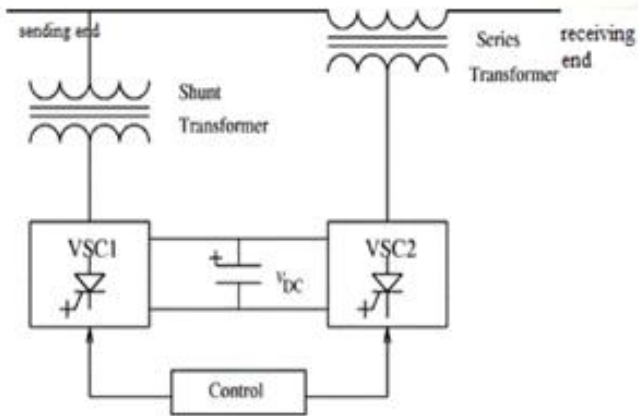 sending end
receiving
end
Series
Transformer
Shunt
Transformer
VSC1
VSC2
+
VDC
Control